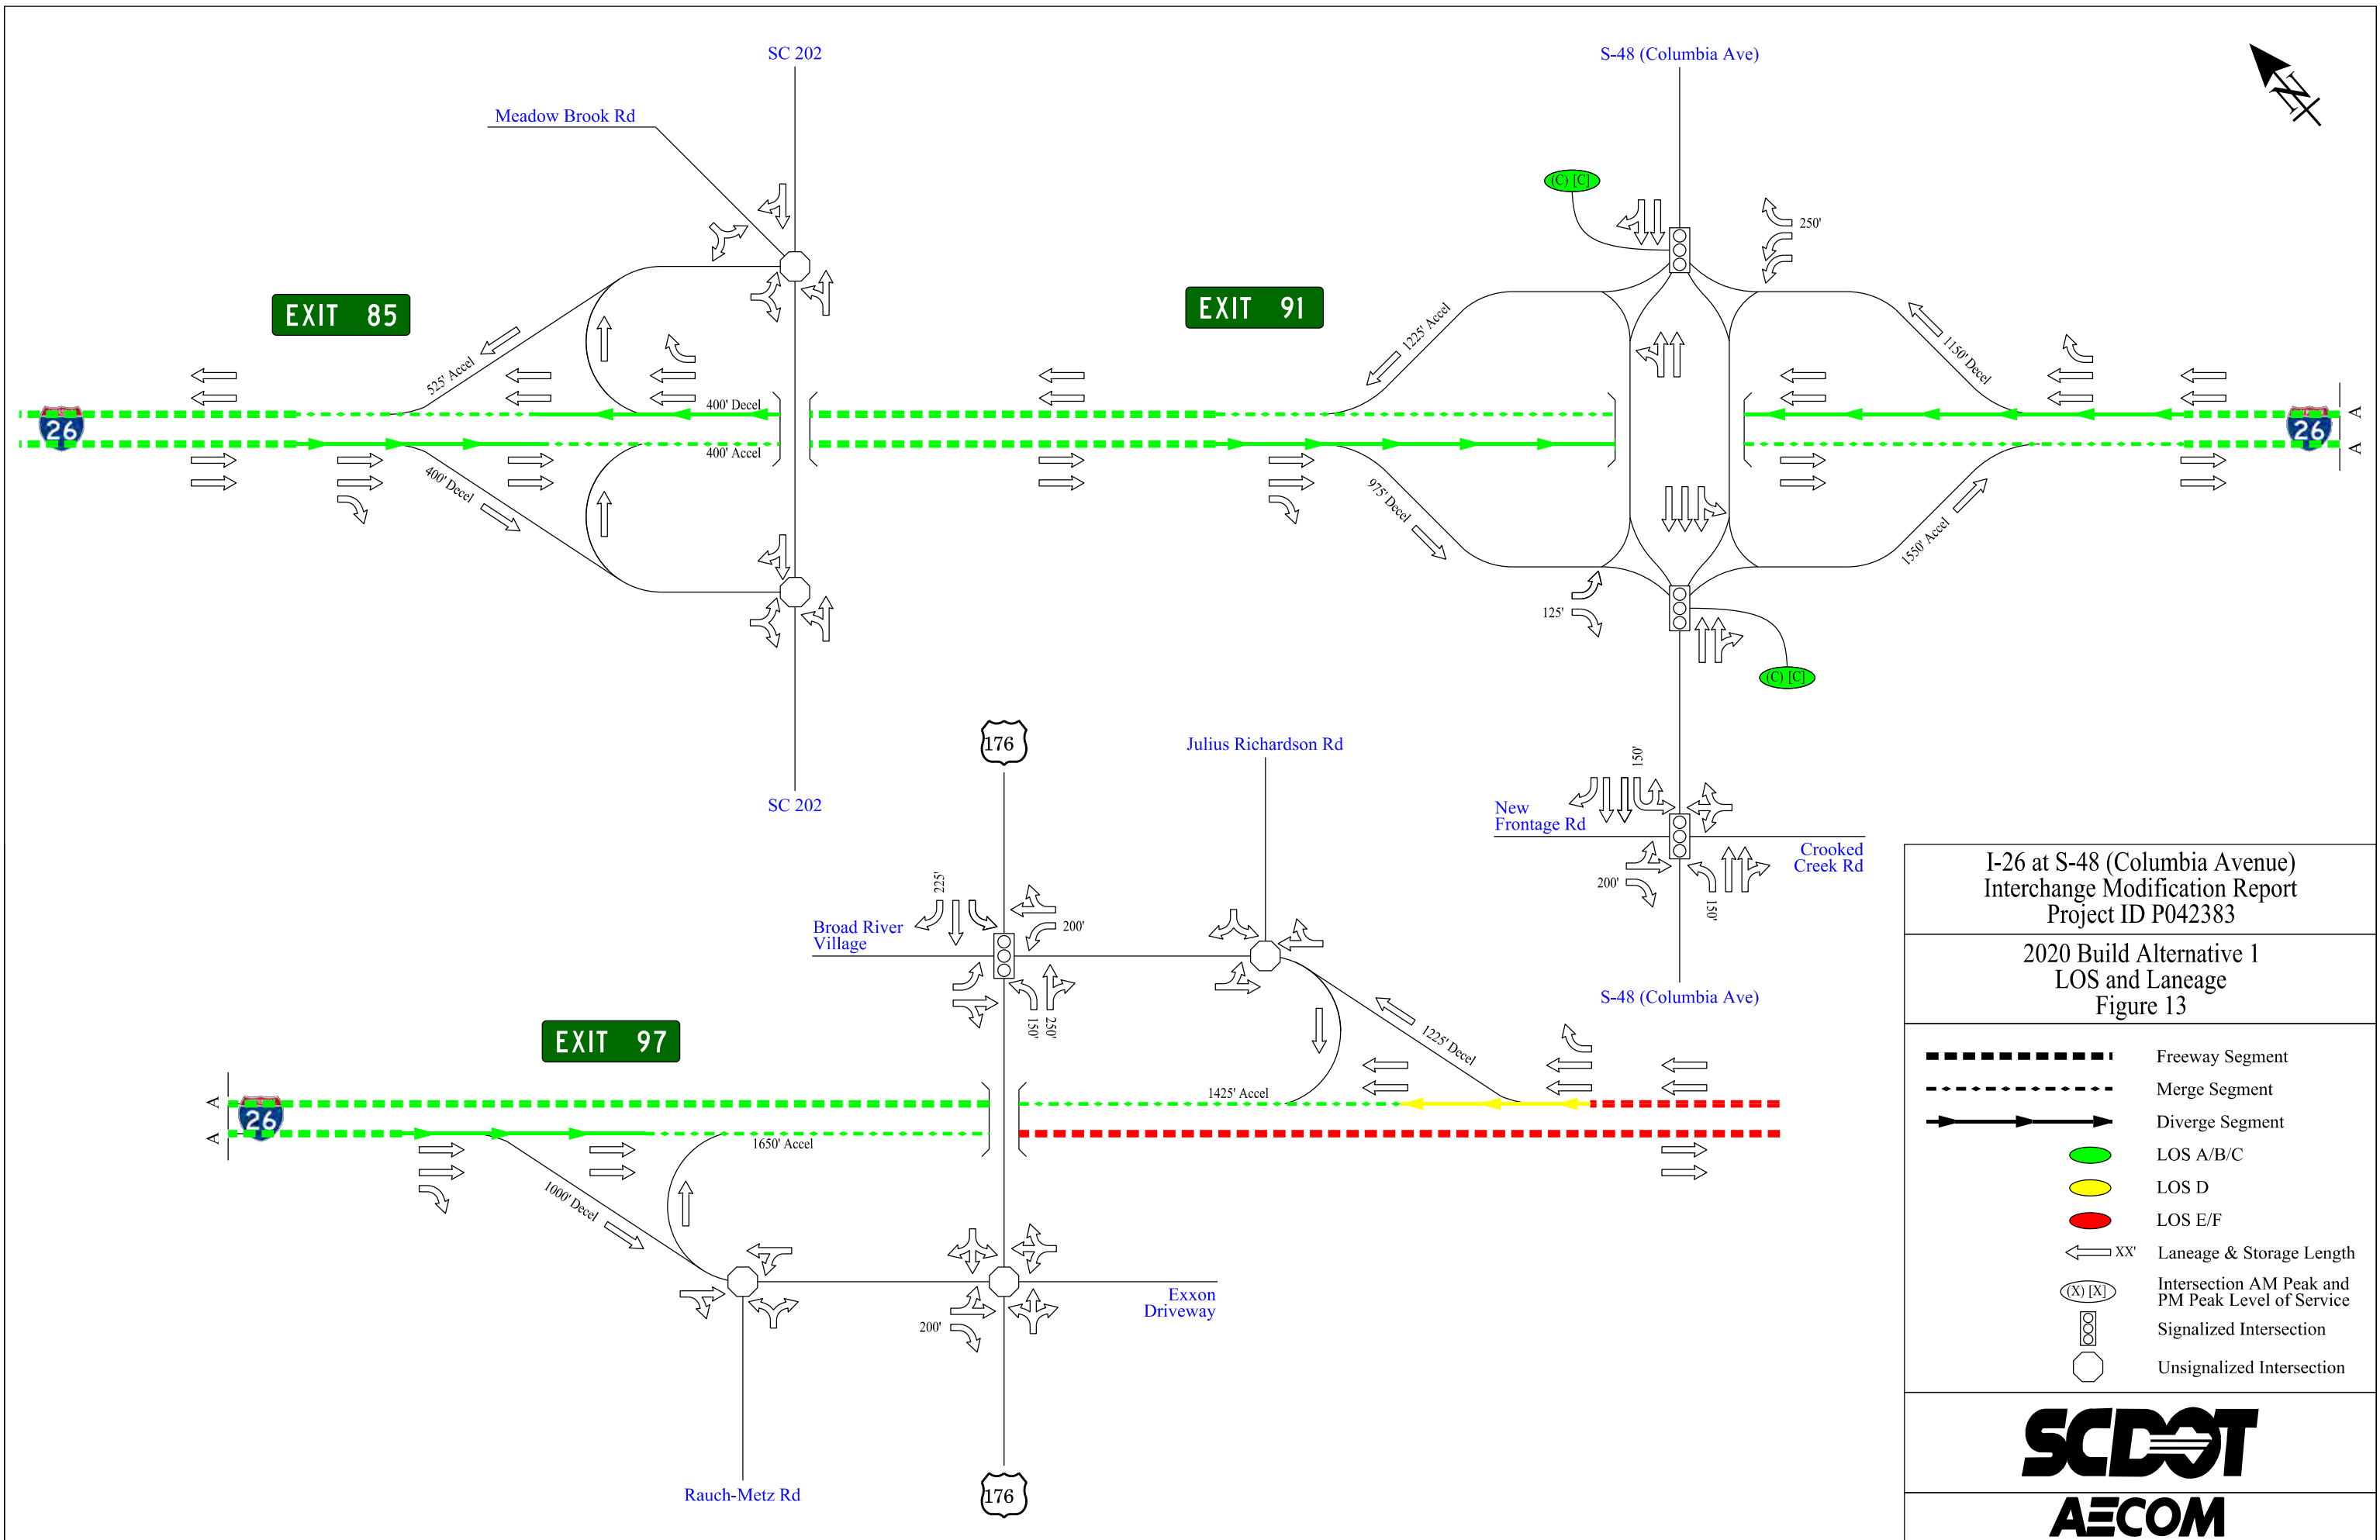 SC 202
S-48 (Columbia Ave)
Meadow Brook Rd
N
(C) [C]
250'
EXIT 85
EXIT 91
525' Accel
1225' Accel
1150' Decel
400' Decel
26
26
A
A
400' Accel
400' Decel
975' Decel
1550' Accel
125'
(C) [C]
SC 202
176
Julius Richardson Rd
150'
New
Frontage Rd
Crooked
Creek Rd
200'
150'
S-48 (Columbia Ave)
225'
Broad River
Village
200'
150'
250'
EXIT 97
1225' Decel
1425' Accel
A
A
26
1650' Accel
1000' Decel
200'
Exxon
Driveway
Rauch-Metz Rd
176
I-26 at S-48 (Columbia Avenue)
Interchange Modification Report
Project ID P042383
2020 Build Alternative 1
LOS and Laneage
Figure 13
Freeway Segment
Merge Segment
Diverge Segment
LOS A/B/C
LOS D
LOS E/F
XX' Laneage & Storage Length
(X) [X] Intersection AM Peak and
PM Peak Level of Service
Signalized Intersection
Unsignalized Intersection
SCDOT
AECOM